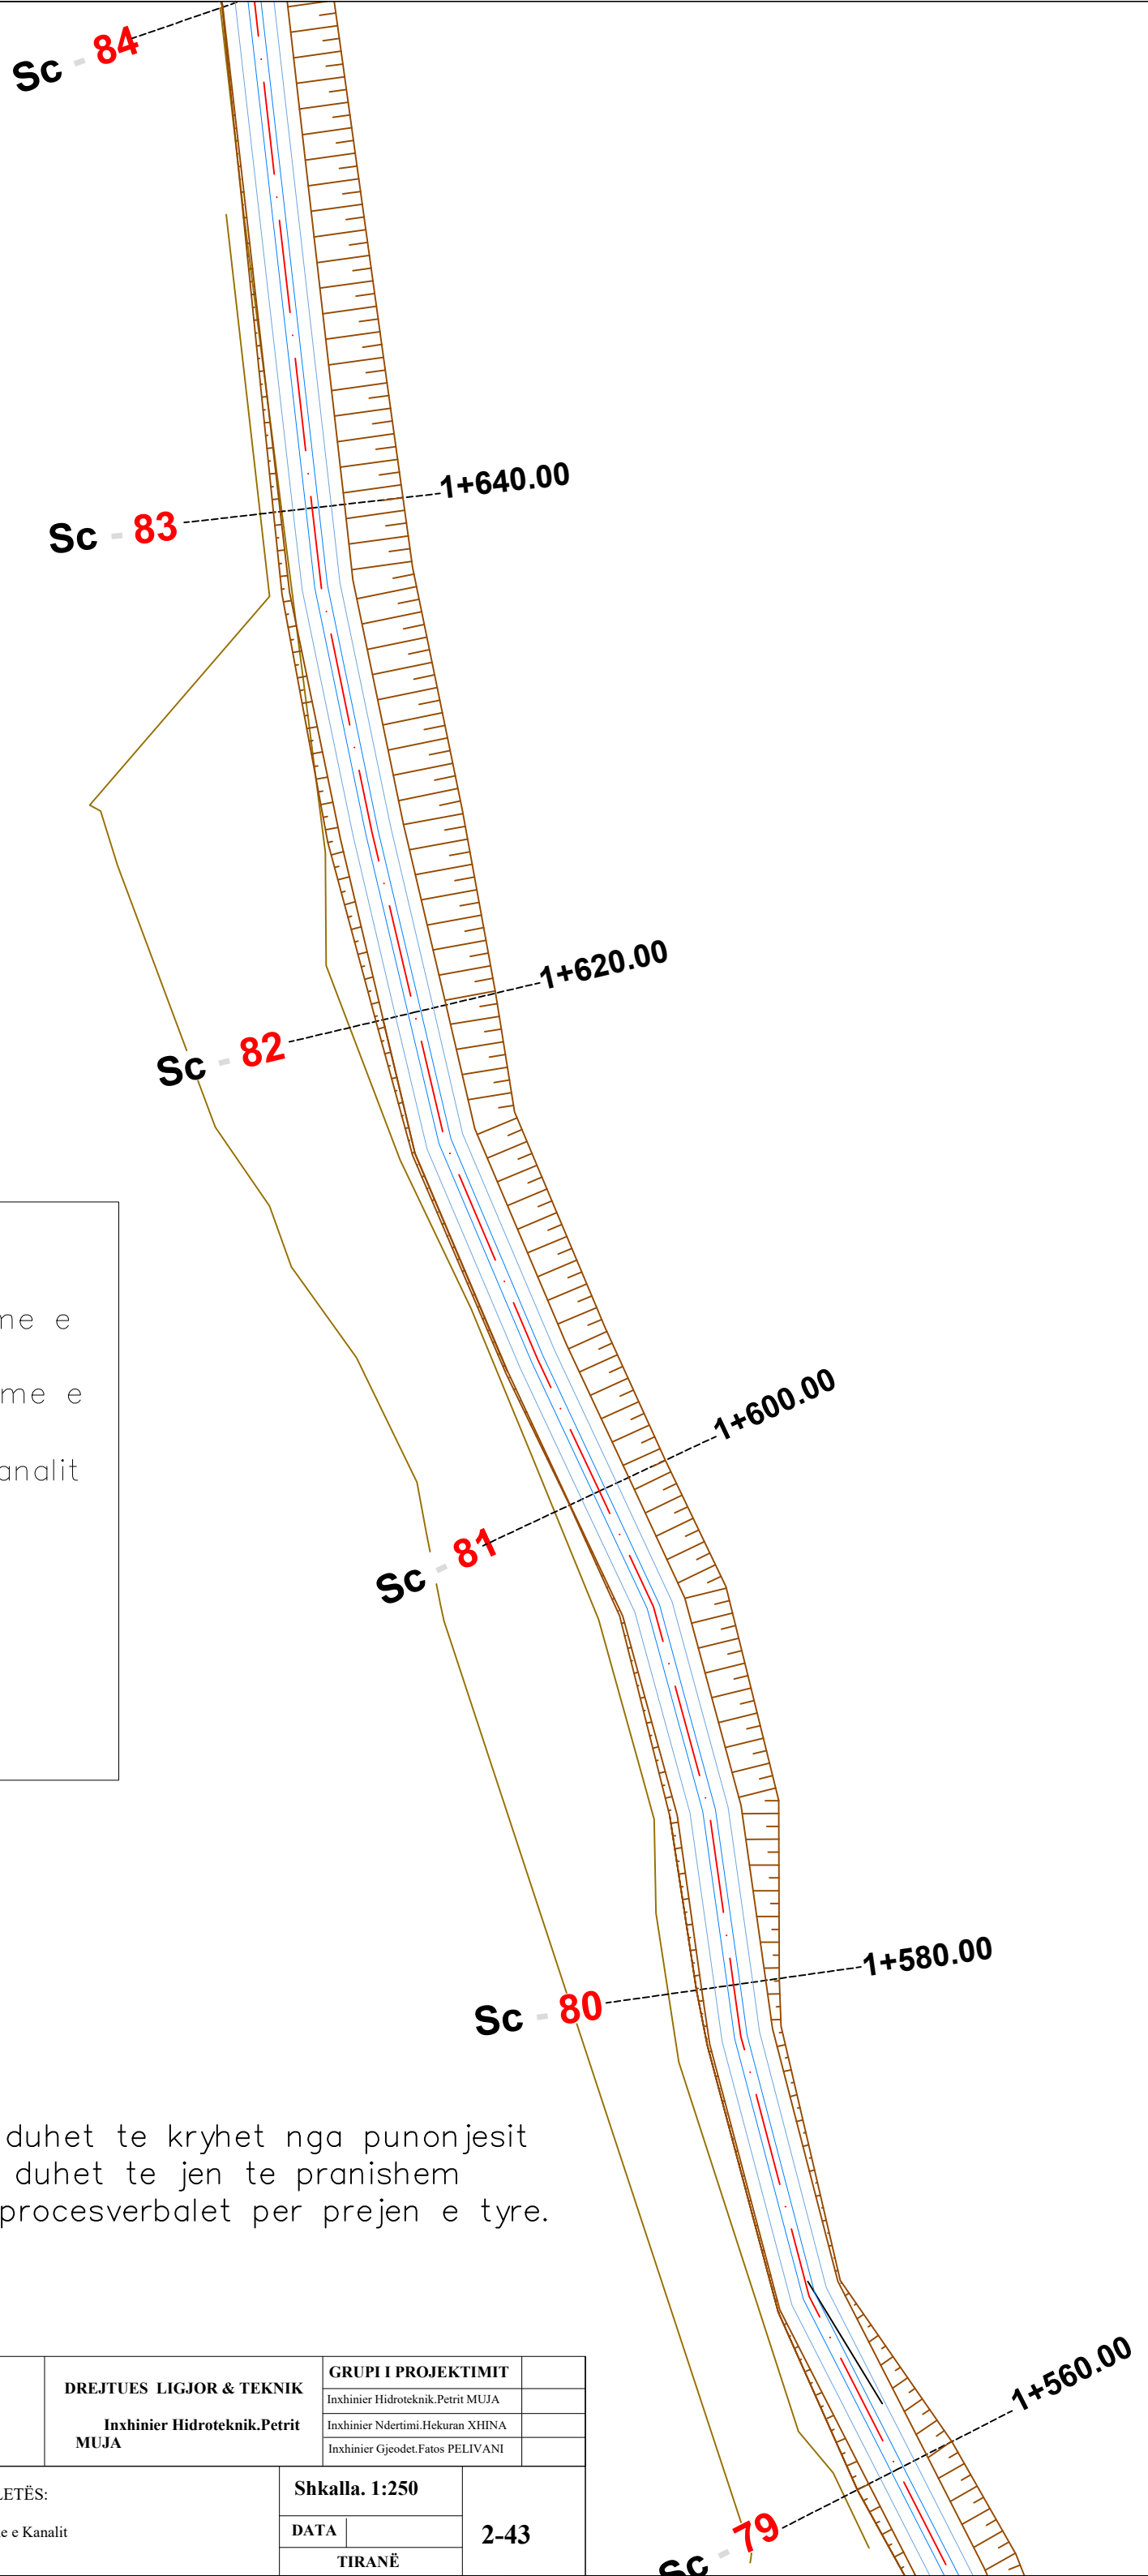 Sc - 84
1+640.00
Sc - 83
1+620.00
Sc - 82
e
me e
analit
1+600.00
Sc - 81
1+580.00
Sc - 80
duhet te kryhet nga punonjesit
duhet te jen te pranishem
procesverbalet per prejen e tyre.
1+560.00
Sc - 79
DREJTUES LIGJOR & TEKNIK
Inxhinier Hidroteknik.Petrit
MUJA
GRUPI I PROJEKTIMIT
Inxhinier Hidroteknik.Petrit MUJA
Inxhinier Ndertimi.Hekuran XHINA
Inxhinier Gjeodet.Fatos PELIVANI
LETËS:
e e Kanalit
Shkalla. 1:250
DATA
TIRANË
2-43